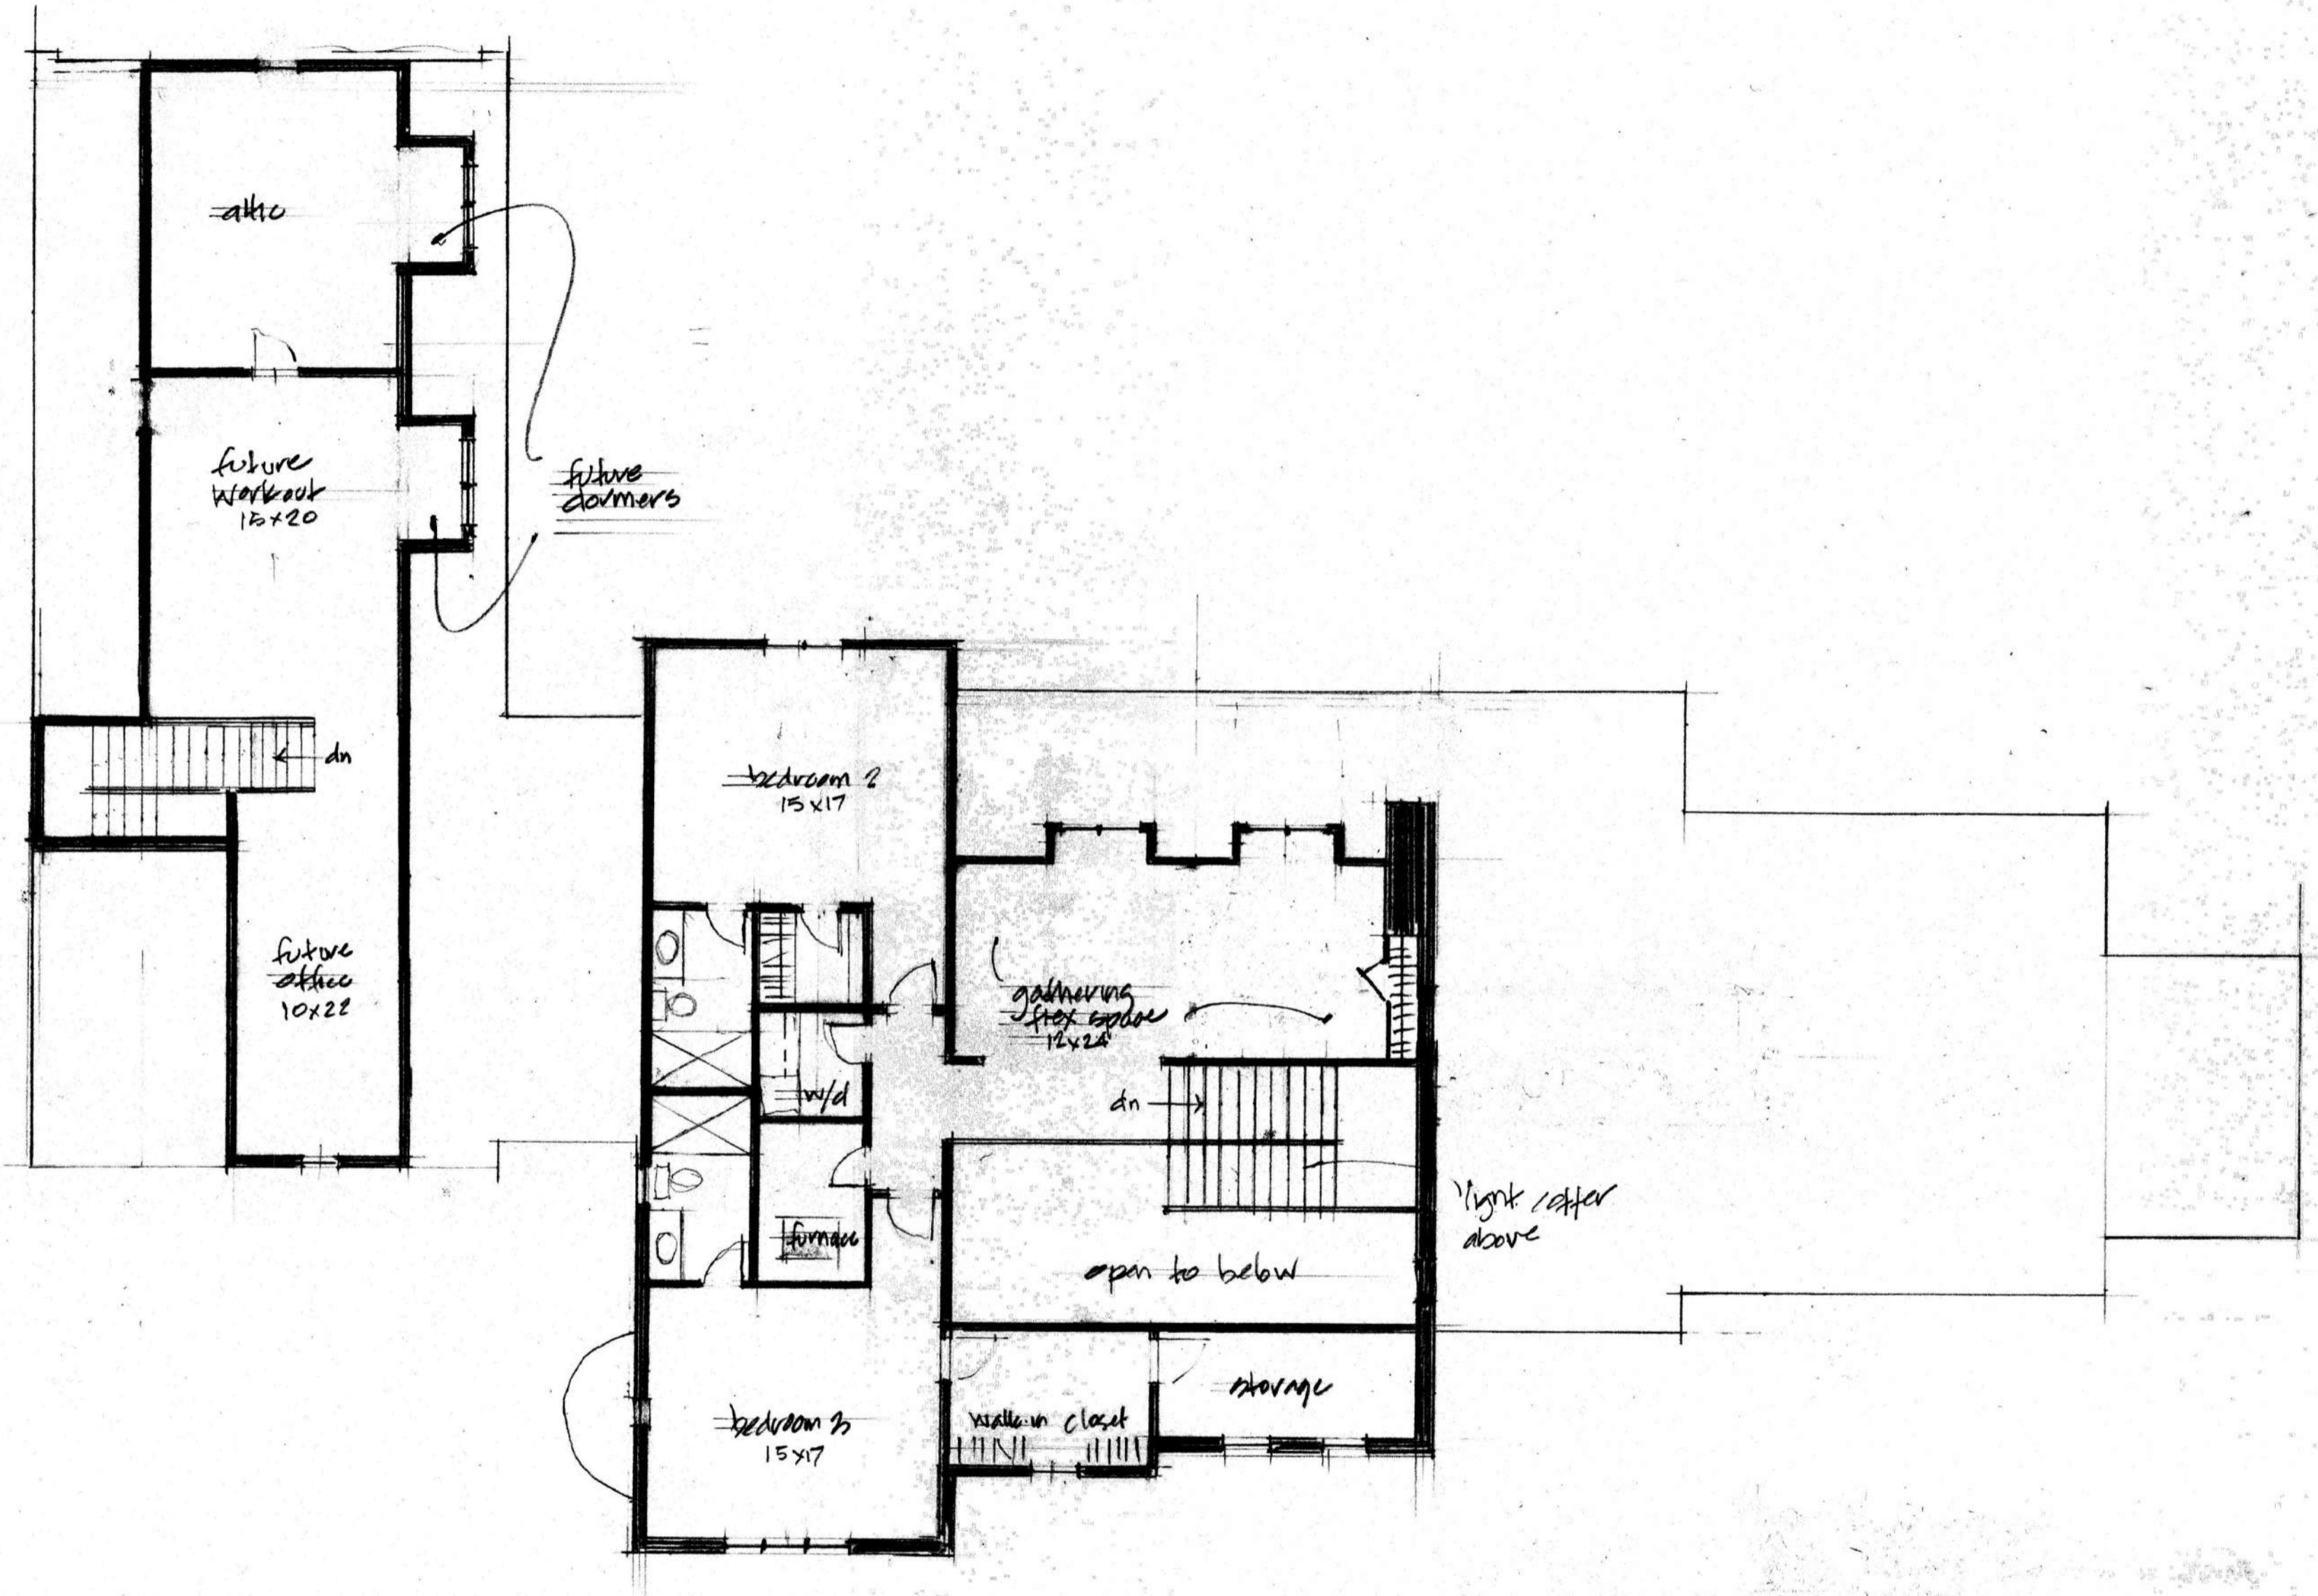 attic
future
workout
15x20
future
dormers
dn
future
office
10x22
bedroom 2
15x17
gathering
flex space
12x24
w/d
dn
furnace
light coffer
above
open to below
storage
walk-in closet
bedroom 3
15x17